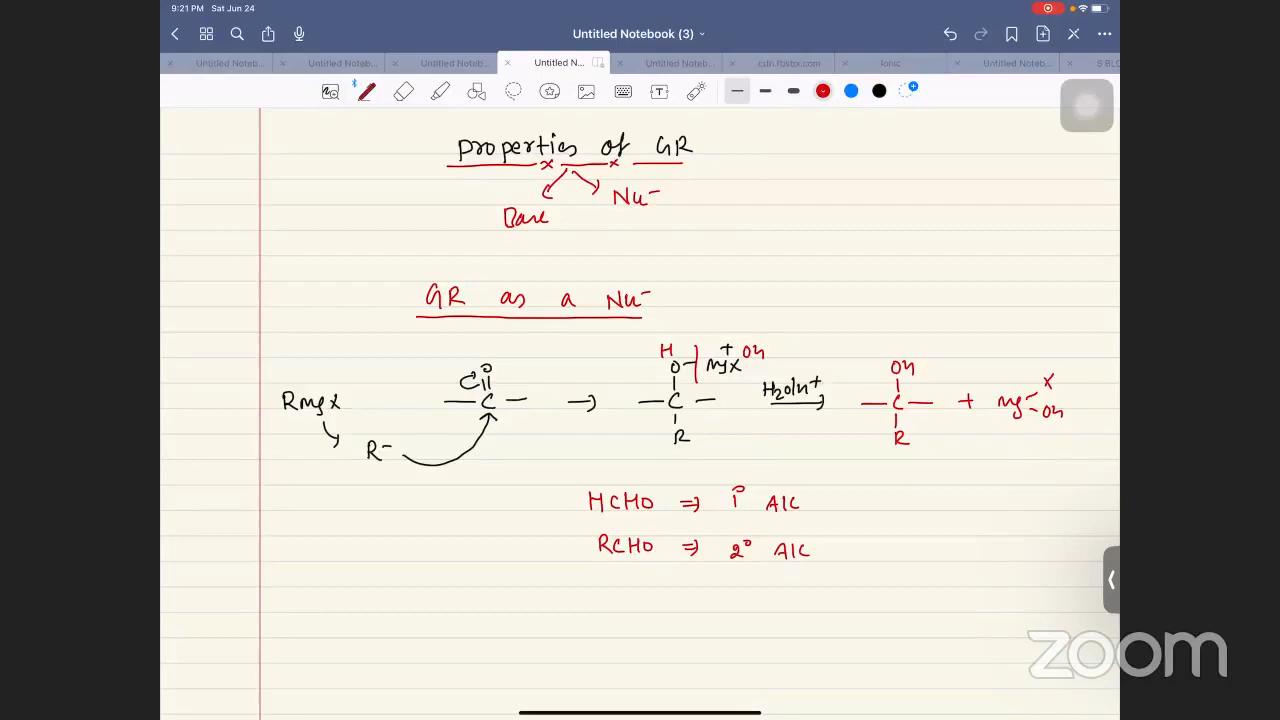 9:21 PM Sat Jun 24
Untitled Notebook (3)
Untitled Noteb... Untitled Noteb... Untitled Noteb... Untitled N... Untitled Noteb... cdn.fbsbx.com Ionic Untitled Noteb... S BLO
properties of GR
Base Nu⁻
GR as a Nu⁻
H + OH
O O MgX OH X
RMgX C → C H₂O/H⁺ C + Mg OH
R⁻ R R
HCHO ⇒ 1° Alc
RCHO ⇒ 2° Alc
zoom